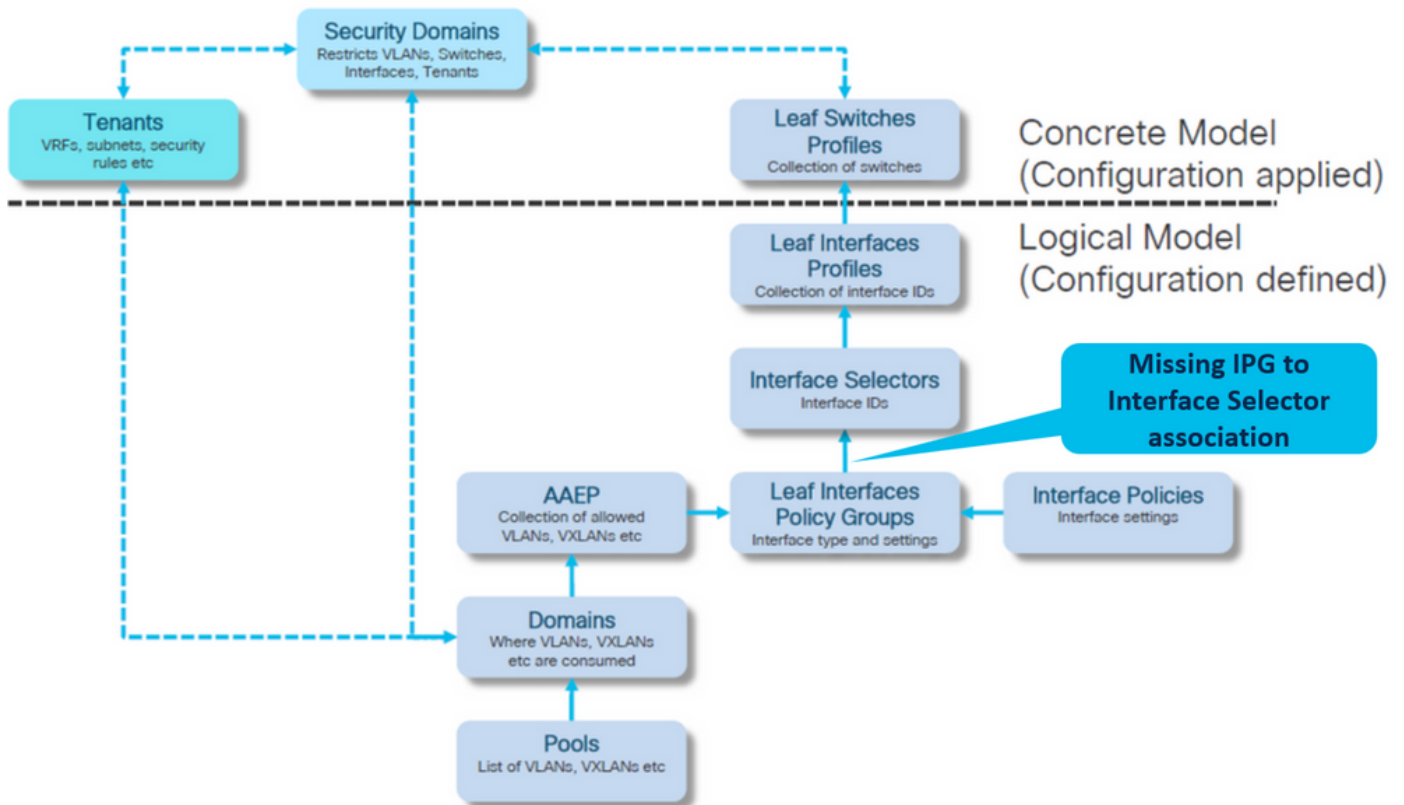 Security Domains
Restricts VLANs, Switches,
Interfaces, Tenants
Tenants
VRFs, subnets, security
rules etc
Leaf Switches
Profiles
Collection of switches
Concrete Model
(Configuration applied)
Leaf Interfaces
Profiles
Collection of interface IDs
Logical Model
(Configuration defined)
Interface Selectors
Interface IDs
Missing IPG to
Interface Selector
association
AAEP
Collection of allowed
VLANs, VXLANs etc
Leaf Interfaces
Policy Groups
Interface type and settings
Interface Policies
Interface settings
Domains
Where VLANs, VXLANs
etc are consumed
Pools
List of VLANs, VXLANs etc